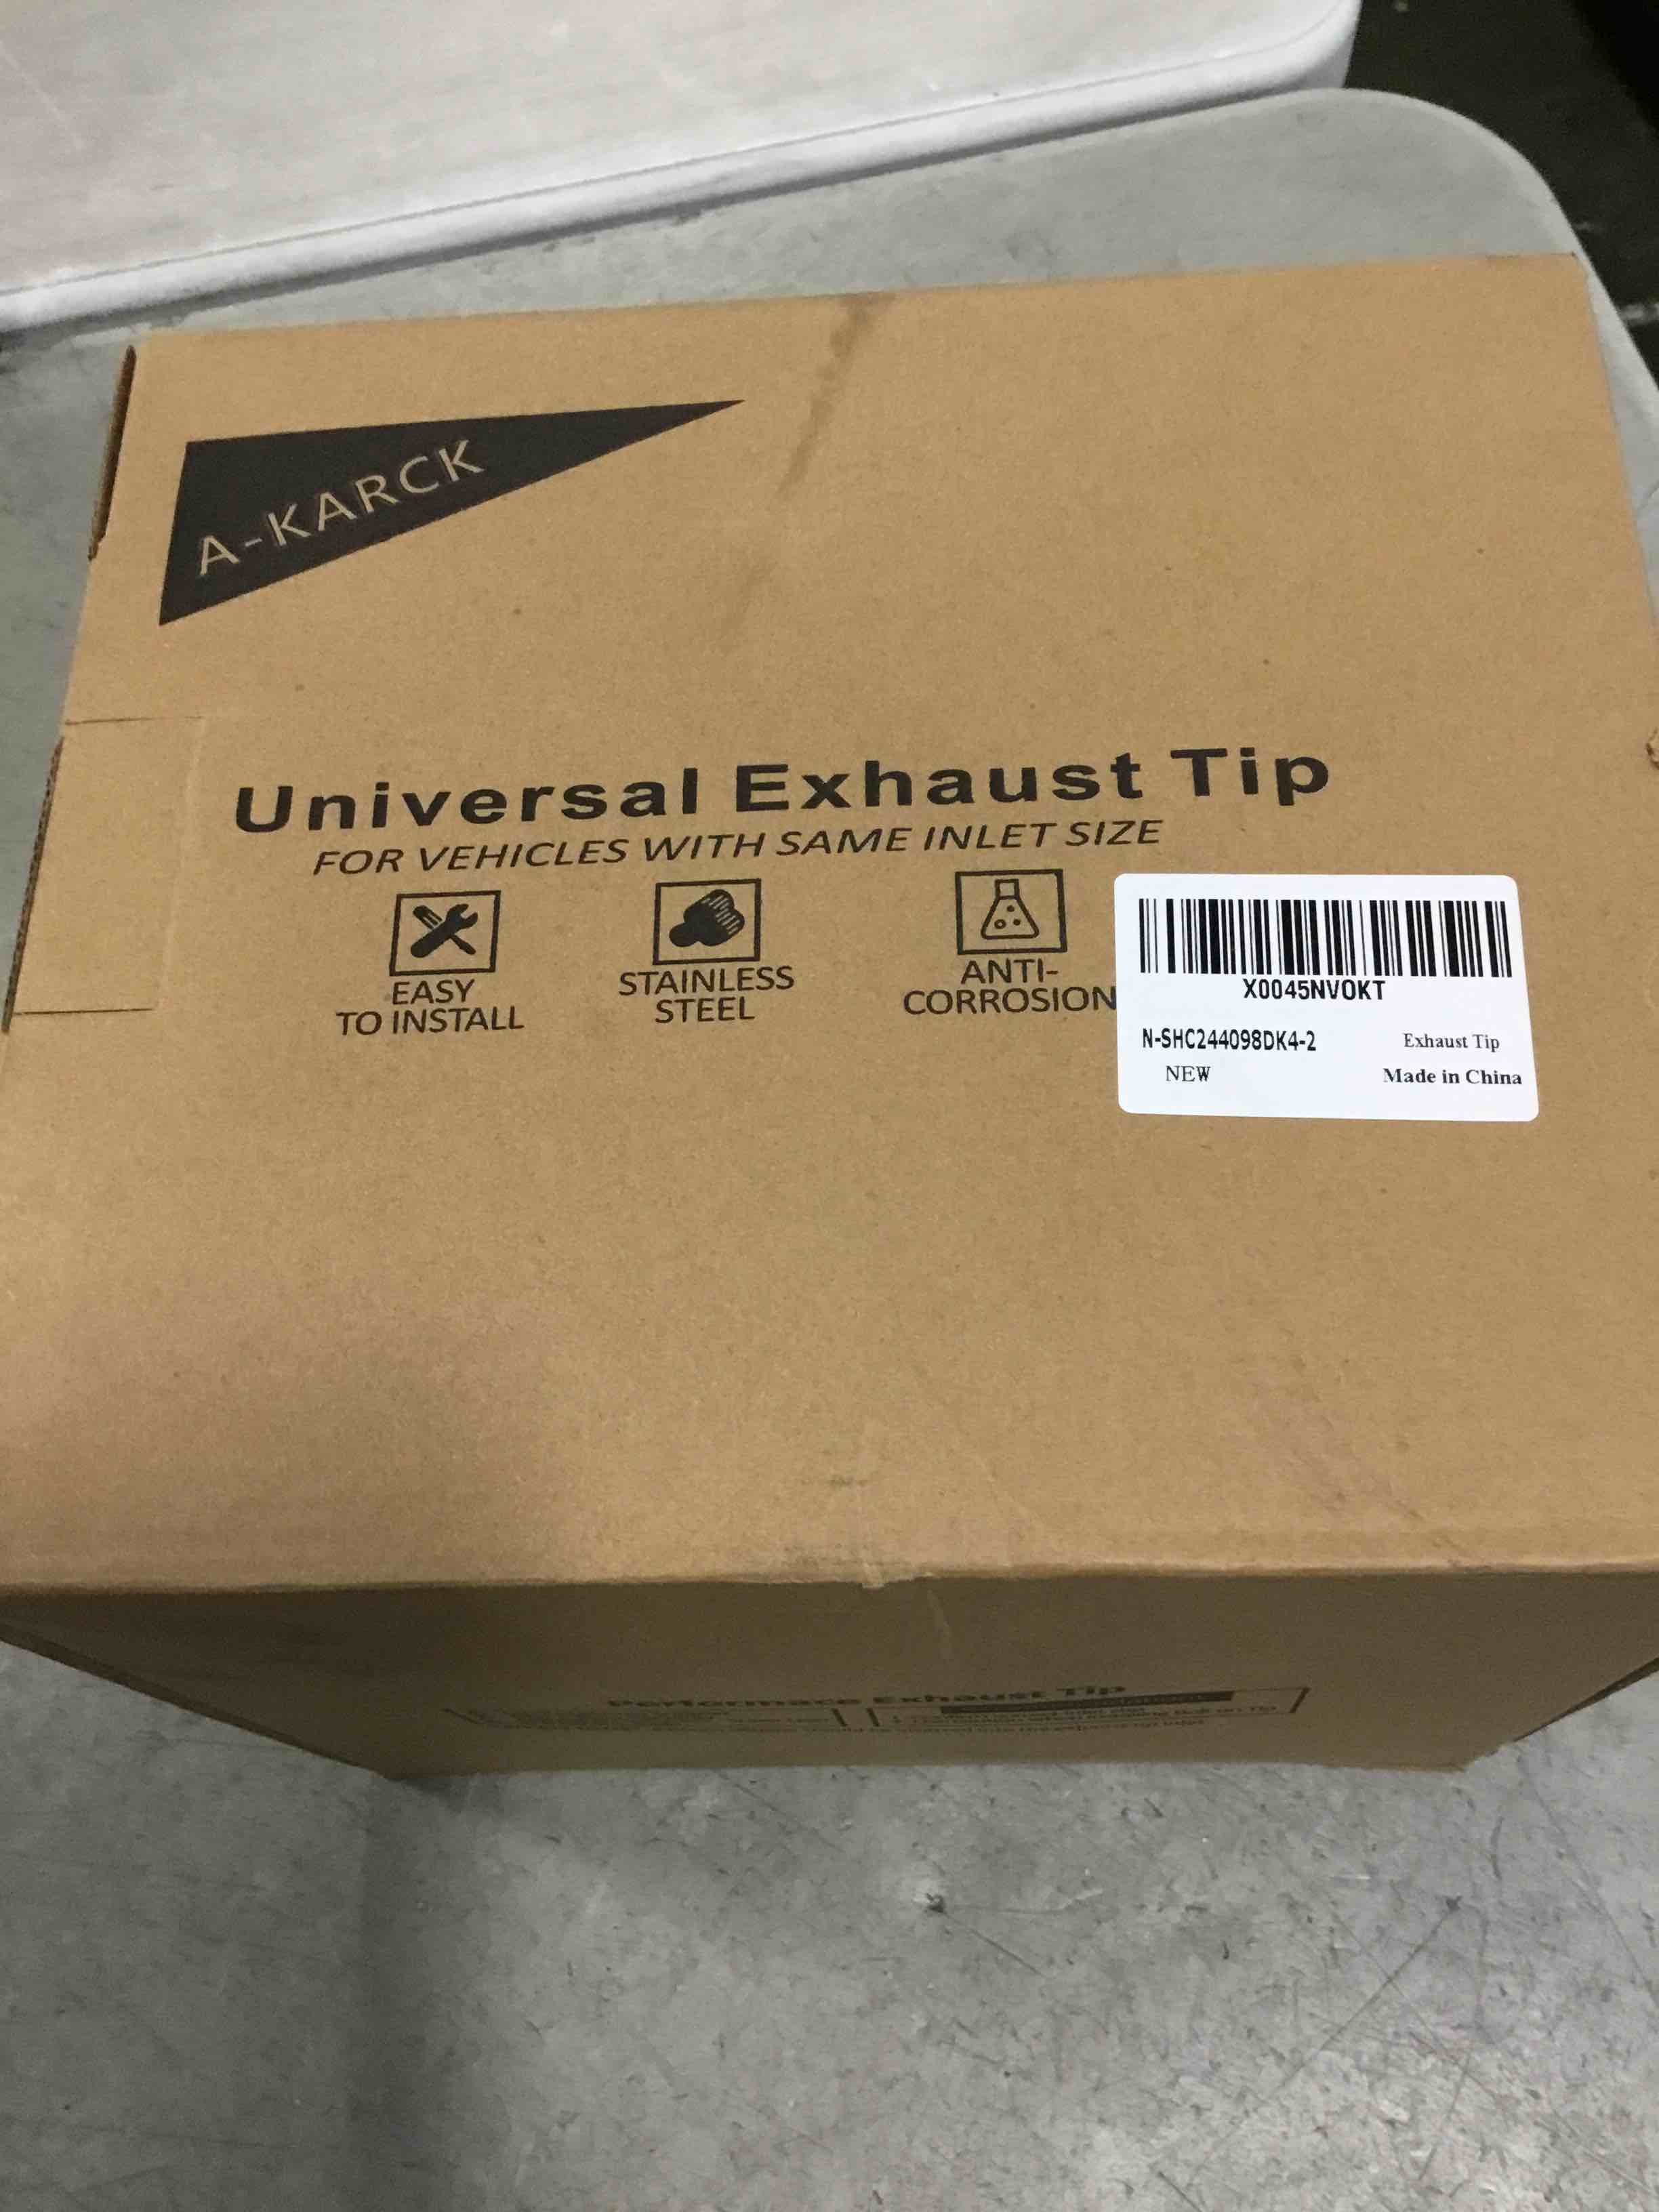 A-KARCK
Universal Exhaust Tip
FOR VEHICLES WITH SAME INLET SIZE
EASY
TO INSTALL
STAINLESS
STEEL
ANTI-
CORROSION
X0045NVOKT
N-SHC244098DK4-2 Exhaust Tip
NEW Made in China
Performace Exhaust Tip